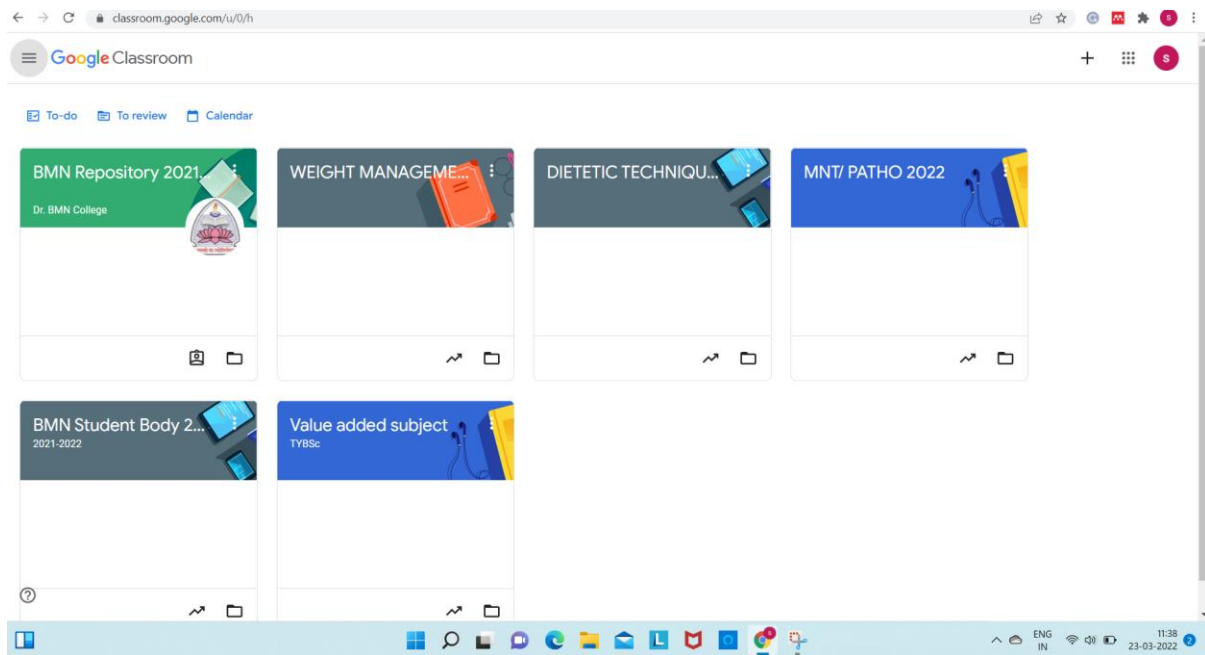 classroom.google.com/u/0/h
S
Google Classroom
S
To-do To review Calendar
BMN Repository 2021...
Dr. BMN College
WEIGHT MANAGEME...
DIETETIC TECHNIQU...
MNT/ PATHO 2022
BMN Student Body 2...
2021-2022
Value added subject
TYBSc
ENG
IN
11:38
23-03-2022
2